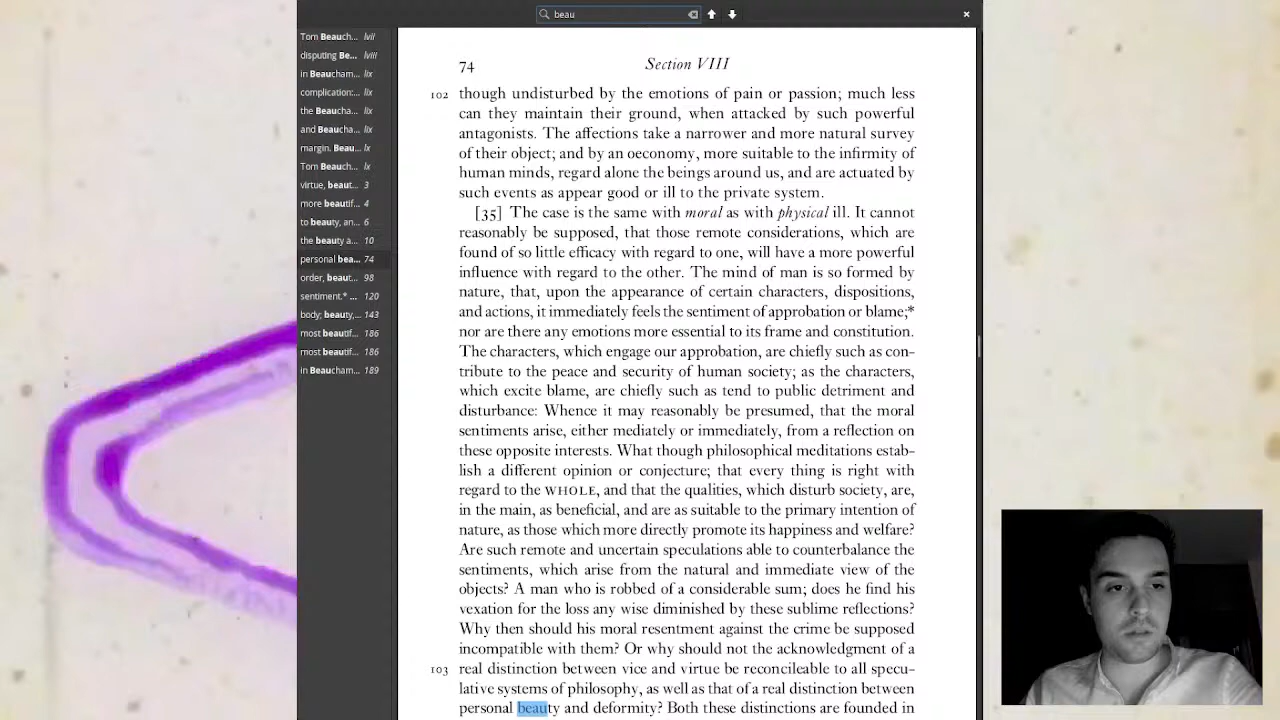 beau
Tom Beauch... lvii
disputing Be... lviii
in Beaucham... lix
complication:... lix
the Beaucha... lix
and Beaucha... lix
margin. Beau... lx
Tom Beauch... lx
virtue, beaut... 3
more beautif... 4
to beauty, an... 6
the beauty a... 10
personal bea... 74
order, beaut... 98
sentiment.* ... 120
body; beauty,... 143
most beautif... 186
most beautif... 186
in Beaucham... 189
74 Section VIII
102 though undisturbed by the emotions of pain or passion; much less
can they maintain their ground, when attacked by such powerful
antagonists. The affections take a narrower and more natural survey
of their object; and by an oeconomy, more suitable to the infirmity of
human minds, regard alone the beings around us, and are actuated by
such events as appear good or ill to the private system.
[35] The case is the same with moral as with physical ill. It cannot
reasonably be supposed, that those remote considerations, which are
found of so little efficacy with regard to one, will have a more powerful
influence with regard to the other. The mind of man is so formed by
nature, that, upon the appearance of certain characters, dispositions,
and actions, it immediately feels the sentiment of approbation or blame;*
nor are there any emotions more essential to its frame and constitution.
The characters, which engage our approbation, are chiefly such as con-
tribute to the peace and security of human society; as the characters,
which excite blame, are chiefly such as tend to public detriment and
disturbance: Whence it may reasonably be presumed, that the moral
sentiments arise, either mediately or immediately, from a reflection on
these opposite interests. What though philosophical meditations estab-
lish a different opinion or conjecture; that every thing is right with
regard to the WHOLE, and that the qualities, which disturb society, are,
in the main, as beneficial, and are as suitable to the primary intention of
nature, as those which more directly promote its happiness and welfare?
Are such remote and uncertain speculations able to counterbalance the
sentiments, which arise from the natural and immediate view of the
objects? A man who is robbed of a considerable sum; does he find his
vexation for the loss any wise diminished by these sublime reflections?
Why then should his moral resentment against the crime be supposed
incompatible with them? Or why should not the acknowledgment of a
103 real distinction between vice and virtue be reconcileable to all specu-
lative systems of philosophy, as well as that of a real distinction between
personal beauty and deformity? Both these distinctions are founded in